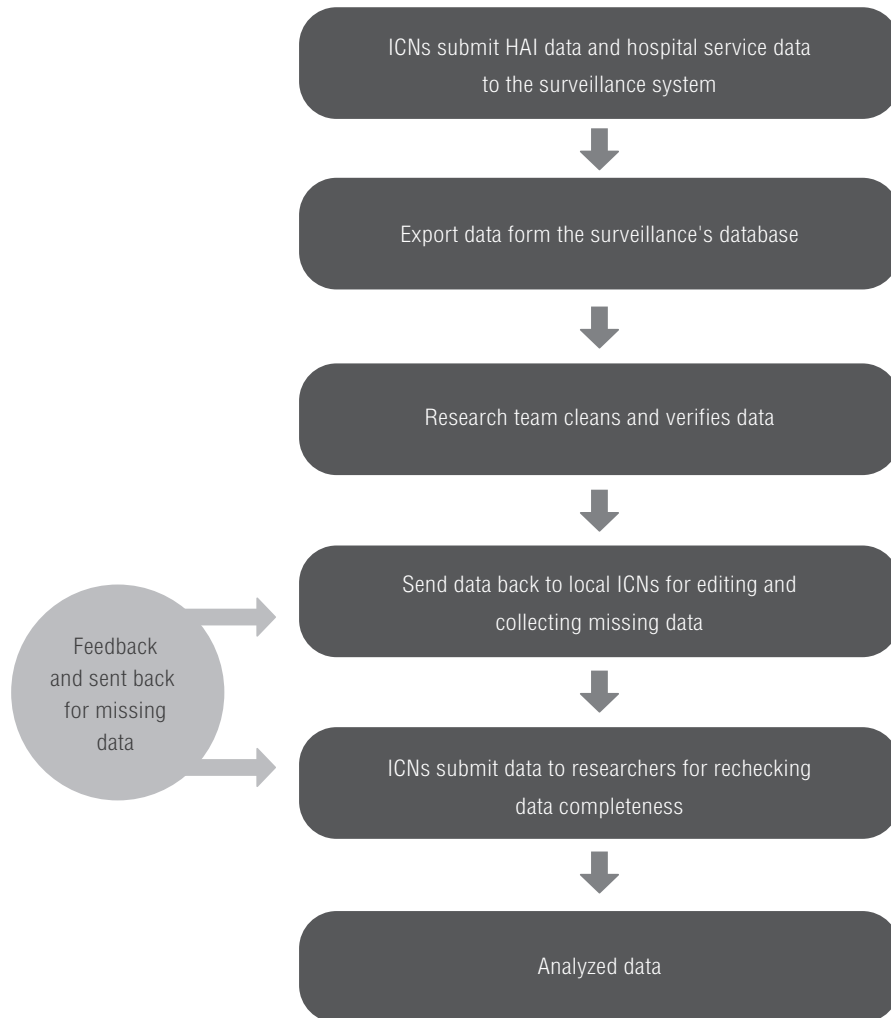 ICNs submit HAI data and hospital service data
to the surveillance system
Export data form the surveillance's database
Research team cleans and verifies data
Send data back to local ICNs for editing and
collecting missing data
Feedback
and sent back
for missing
data
ICNs submit data to researchers for rechecking
data completeness
Analyzed data